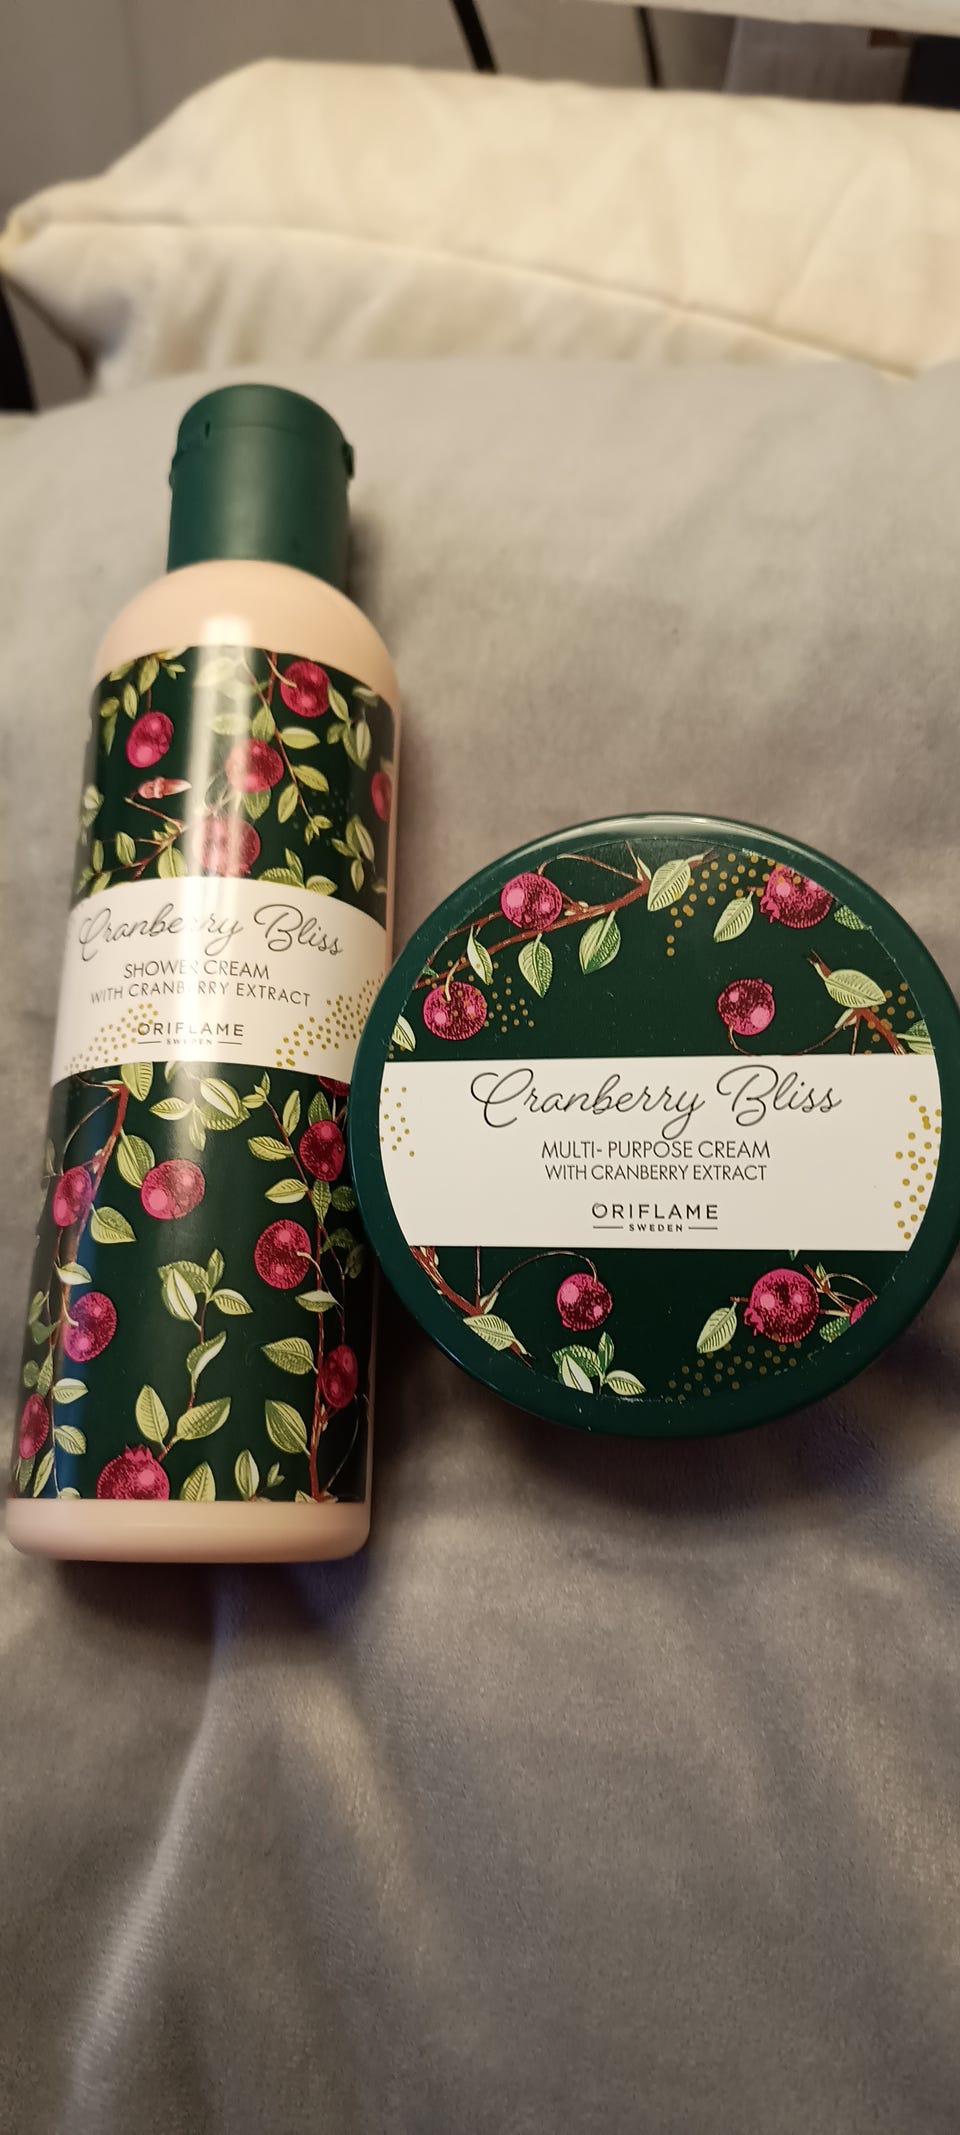 Cranberry Bliss
SHOWER CREAM
WITH CRANBERRY EXTRACT
ORIFLAME
SWEDEN
Cranberry Bliss
MULTI- PURPOSE CREAM
WITH CRANBERRY EXTRACT
ORIFLAME
SWEDEN